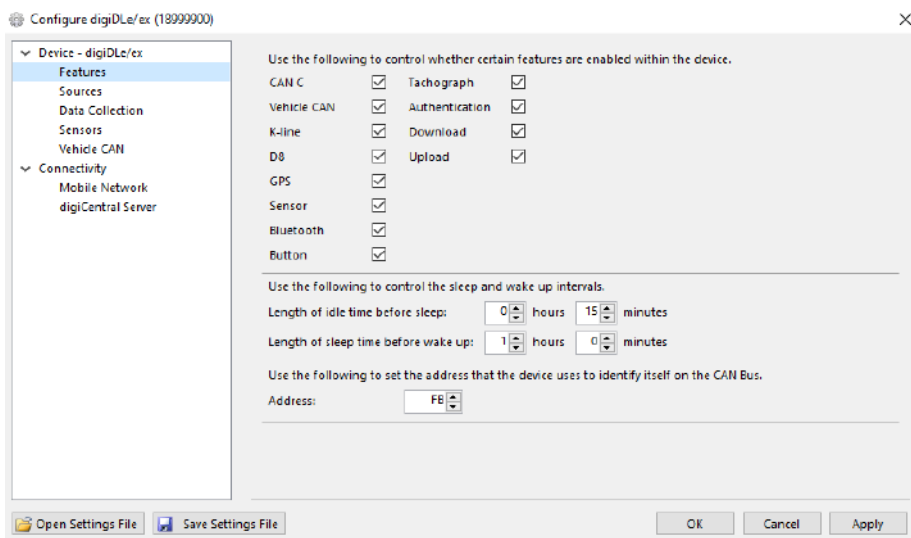 Configure digiDLe/ex (18999900)
Device - digiDLe/ex
Features
Sources
Data Collection
Sensors
Vehicle CAN
Connectivity
Mobile Network
digiCentral Server
Use the following to control whether certain features are enabled within the device.
CAN C Tachograph
Vehicle CAN Authentication
K-line Download
D8 Upload
GPS
Sensor
Bluetooth
Button
Use the following to control the sleep and wake up intervals.
Length of idle time before sleep: 0 hours 15 minutes
Length of sleep time before wake up: 1 hours 0 minutes
Use the following to set the address that the device uses to identify itself on the CAN Bus.
Address: FB
Open Settings File Save Settings File OK Cancel Apply